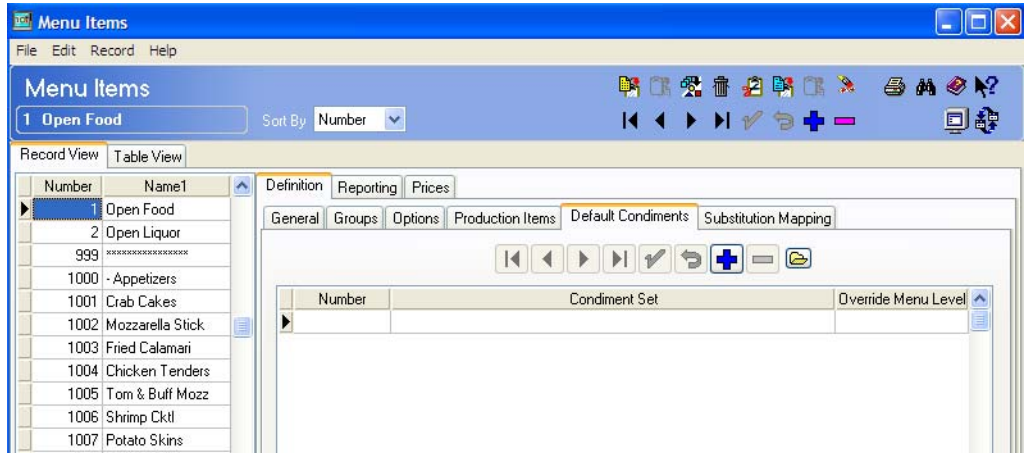 Menu Items
File Edit Record Help
Menu Items
1 Open Food
Sort By Number
Record View Table View
Number Name1
1 Open Food
2 Open Liquor
999 ****************
1000 - Appetizers
1001 Crab Cakes
1002 Mozzarella Stick
1003 Fried Calamari
1004 Chicken Tenders
1005 Tom & Buff Mozz
1006 Shrimp Cktl
1007 Potato Skins
Definition Reporting Prices
General Groups Options Production Items Default Condiments Substitution Mapping
Number Condiment Set Override Menu Level